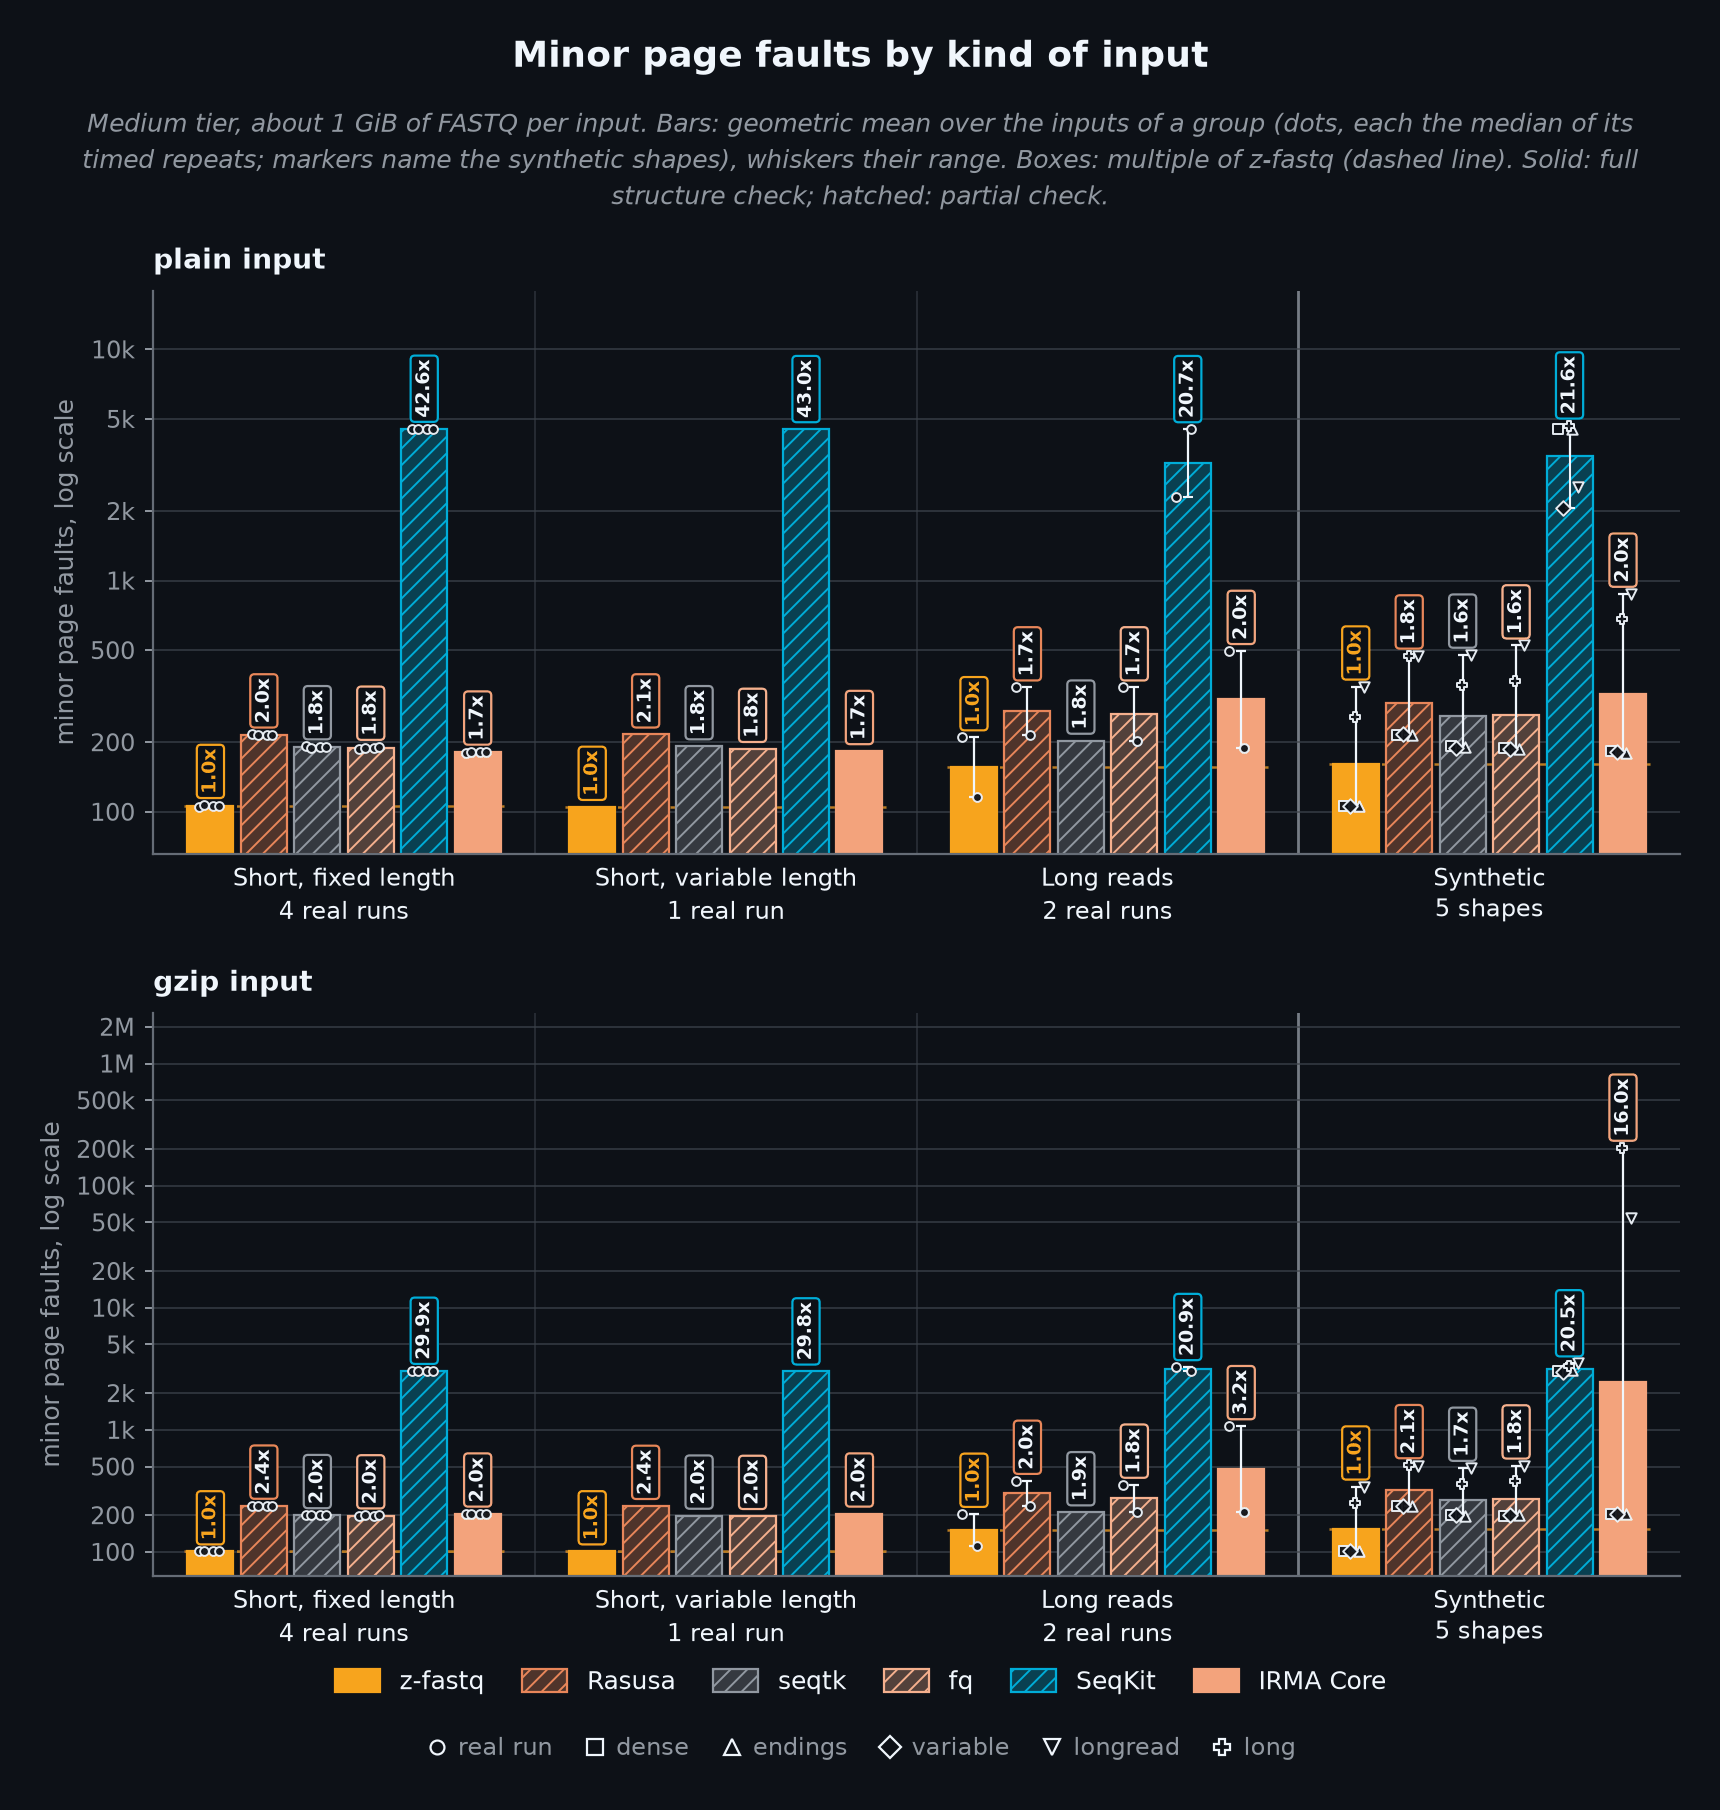 Minor page faults by kind of input
Medium tier, about 1 GiB of FASTQ per input. Bars: geometric mean over the inputs of a group (dots, each the median of its
timed repeats; markers name the synthetic shapes), whiskers their range. Boxes: multiple of z-fastq (dashed line). Solid: full
structure check; hatched: partial check.
plain input
minor page faults, log scale
10k
5k
2k
1k
500
200
100
1.0x
2.0x
1.8x
1.8x
42.6x
1.7x
1.0x
2.1x
1.8x
1.8x
43.0x
1.7x
1.0x
1.7x
1.8x
1.7x
20.7x
2.0x
1.0x
1.8x
1.6x
1.6x
21.6x
2.0x
Short, fixed length
4 real runs
Short, variable length
1 real run
Long reads
2 real runs
Synthetic
5 shapes
gzip input
minor page faults, log scale
2M
1M
500k
200k
100k
50k
20k
10k
5k
2k
1k
500
200
100
1.0x
2.4x
2.0x
2.0x
29.9x
2.0x
1.0x
2.4x
2.0x
2.0x
29.8x
2.0x
1.0x
2.0x
1.9x
1.8x
20.9x
3.2x
1.0x
2.1x
1.7x
1.8x
20.5x
16.0x
Short, fixed length
4 real runs
Short, variable length
1 real run
Long reads
2 real runs
Synthetic
5 shapes
z-fastq
Rasusa
seqtk
fq
SeqKit
IRMA Core
real run
dense
endings
variable
longread
long